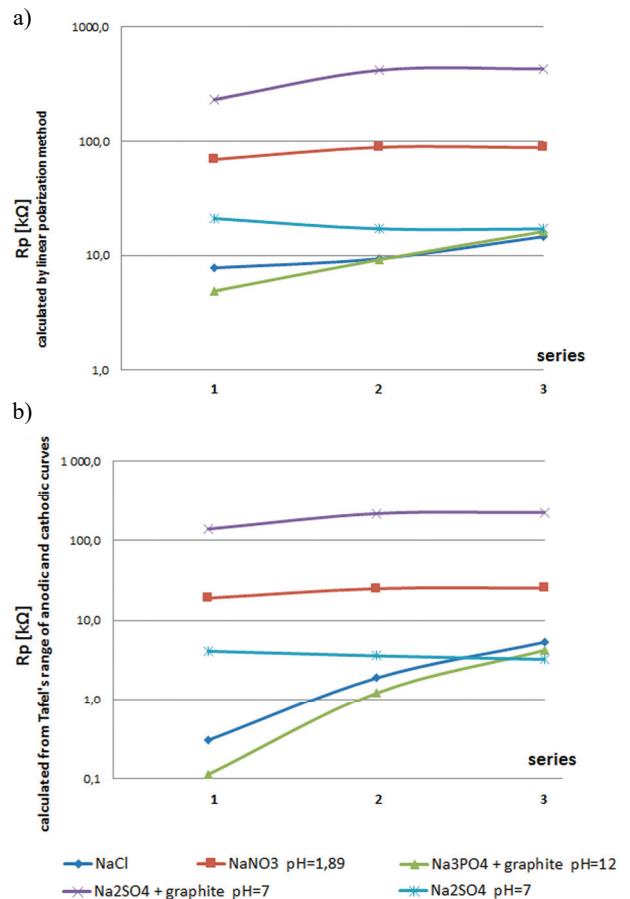 a)
Rp [kΩ]
calculated by linear polarization method
1000,0
100,0
10,0
1,0
series
1 2 3
b)
Rp [kΩ]
calculated from Tafel's range of anodic and cathodic curves
1 000,0
100,0
10,0
1,0
0,1
series
1 2 3
NaCl NaNO3 pH=1,89 Na3PO4 + graphite pH=12
Na2SO4 + graphite pH=7 Na2SO4 pH=7